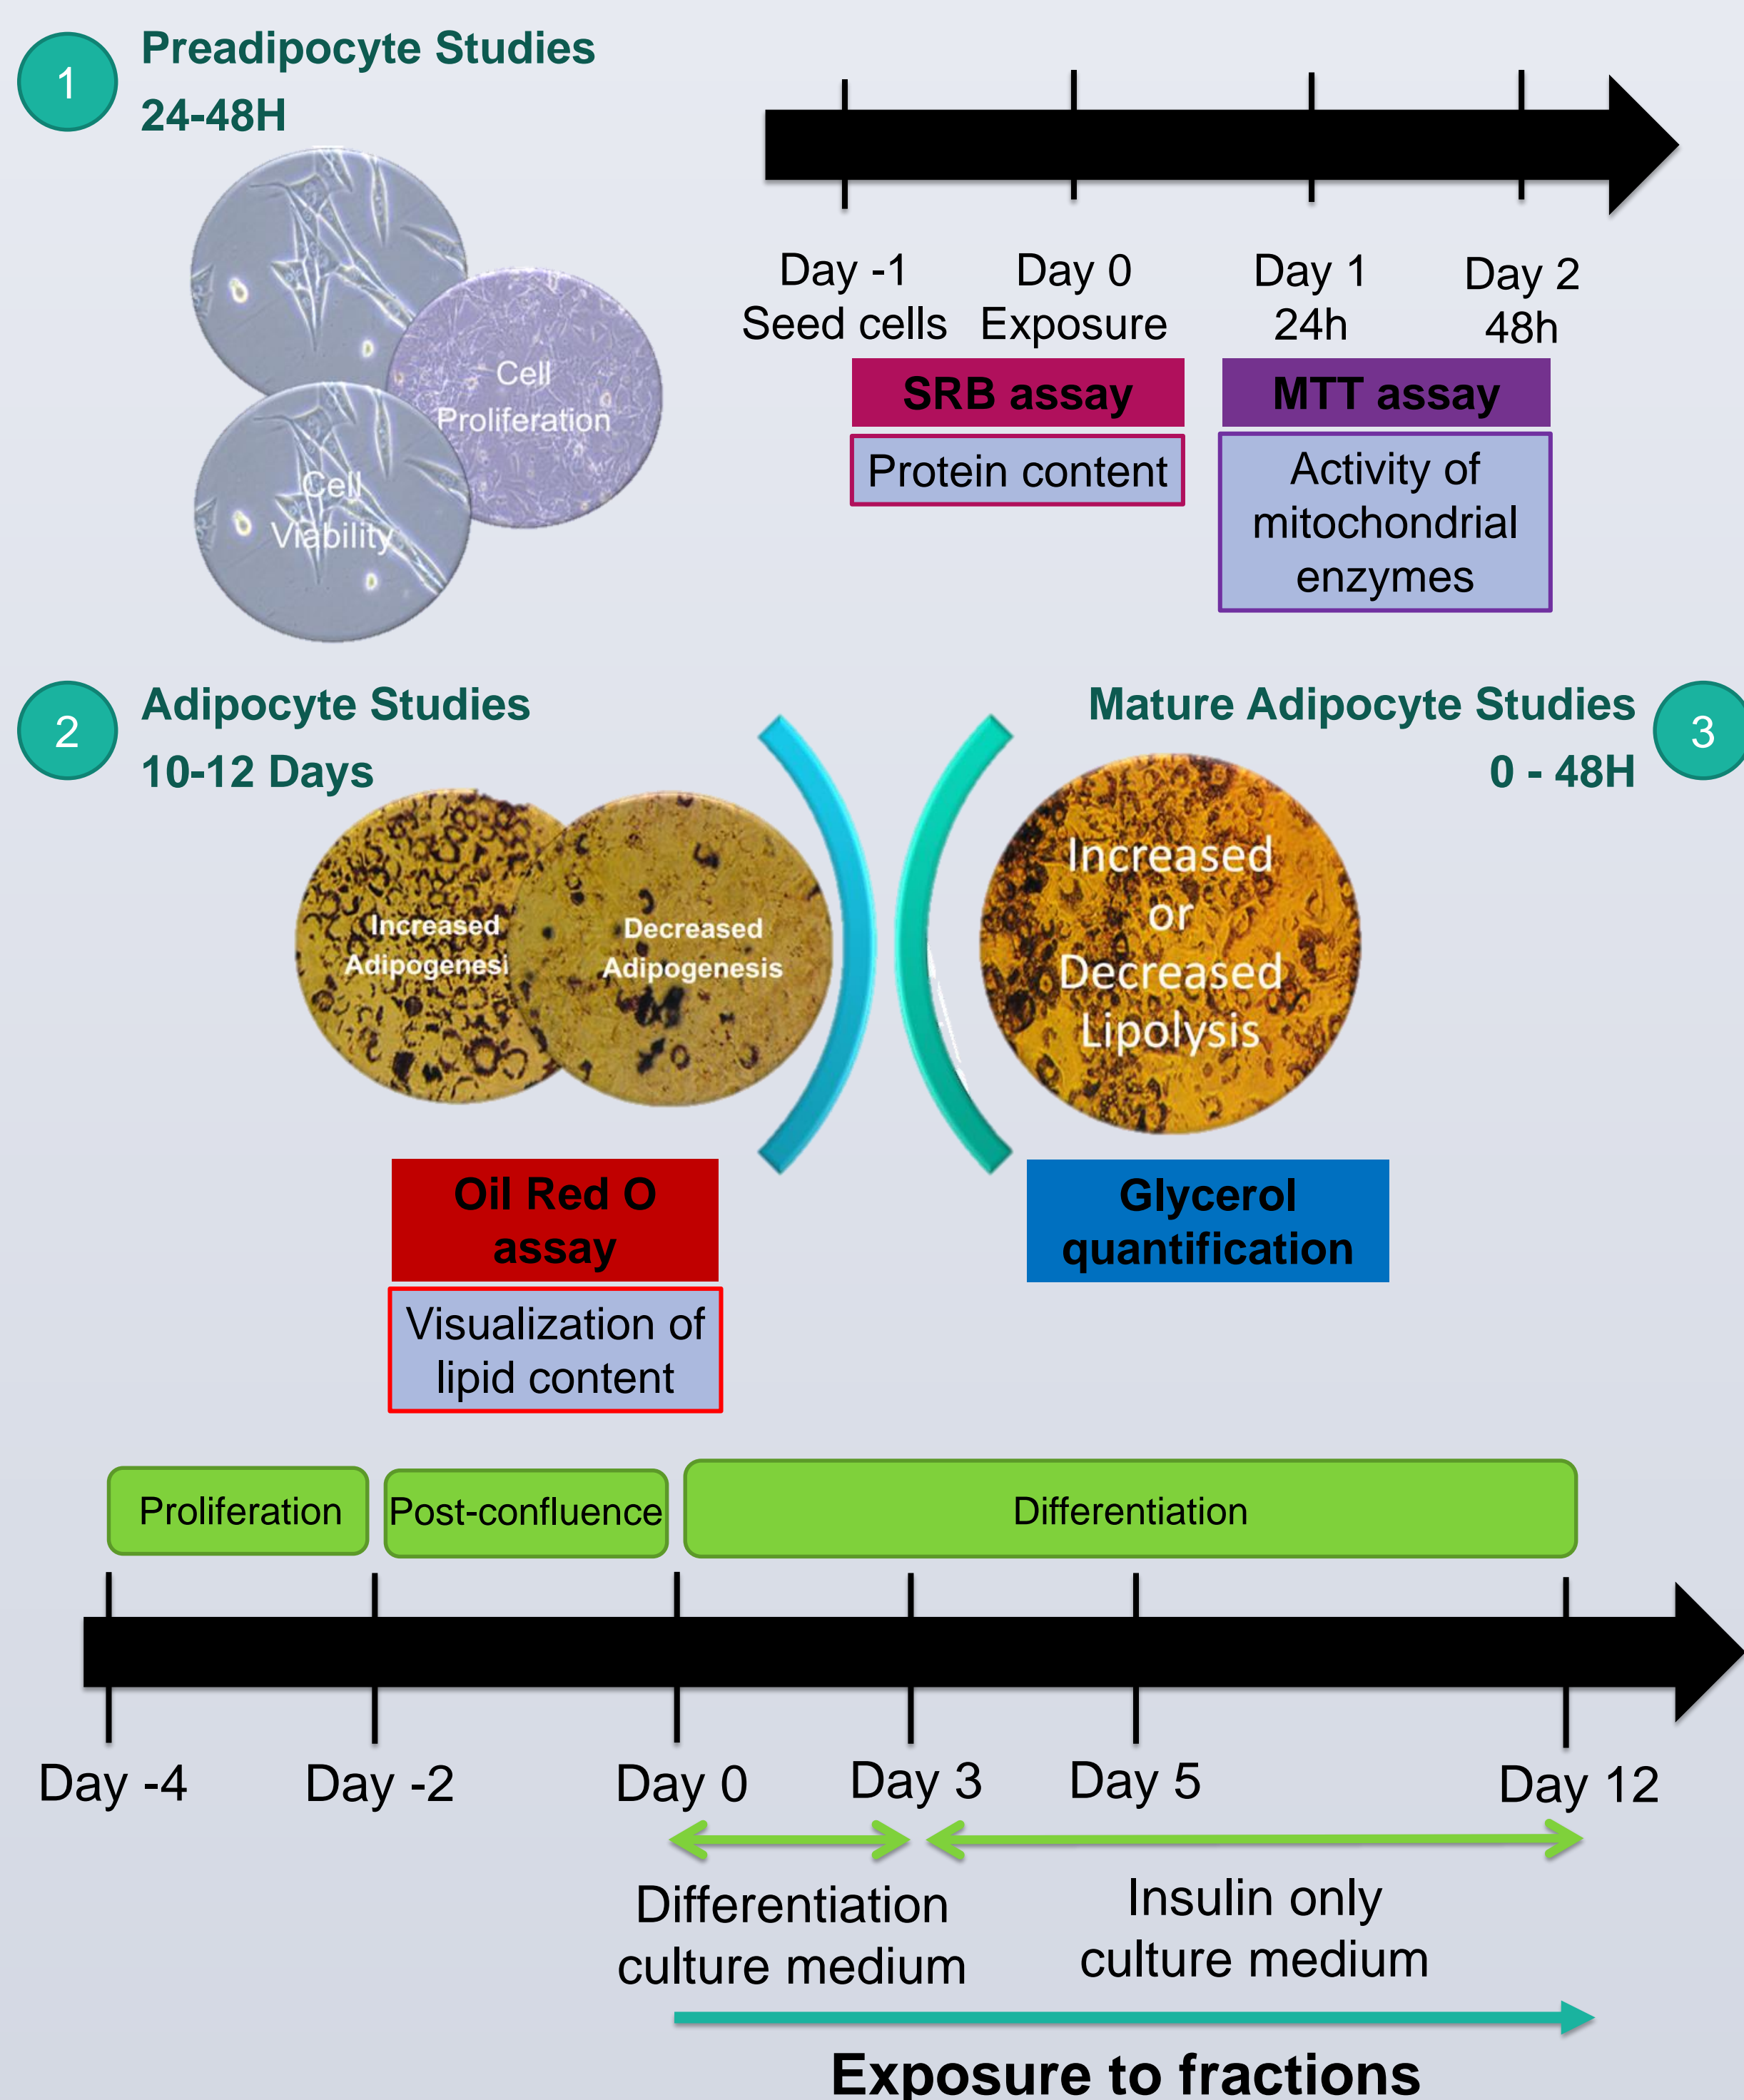 1
Preadipocyte Studies
24-48H
Cell
Proliferation
Cell
Viability
Day -1
Seed cells
Day 0
Exposure
Day 1
24h
Day 2
48h
SRB assay
Protein content
MTT assay
Activity of
mitochondrial
enzymes
2
Adipocyte Studies
10-12 Days
Increased
Adipogenesi
Decreased
Adipogenesis
Oil Red O
assay
Visualization of
lipid content
Mature Adipocyte Studies
0 - 48H
3
Increased
or
Decreased
Lipolysis
Glycerol
quantification
Proliferation
Post-confluence
Differentiation
Day -4
Day -2
Day 0
Day 3
Day 5
Day 12
Differentiation
culture medium
Insulin only
culture medium
Exposure to fractions